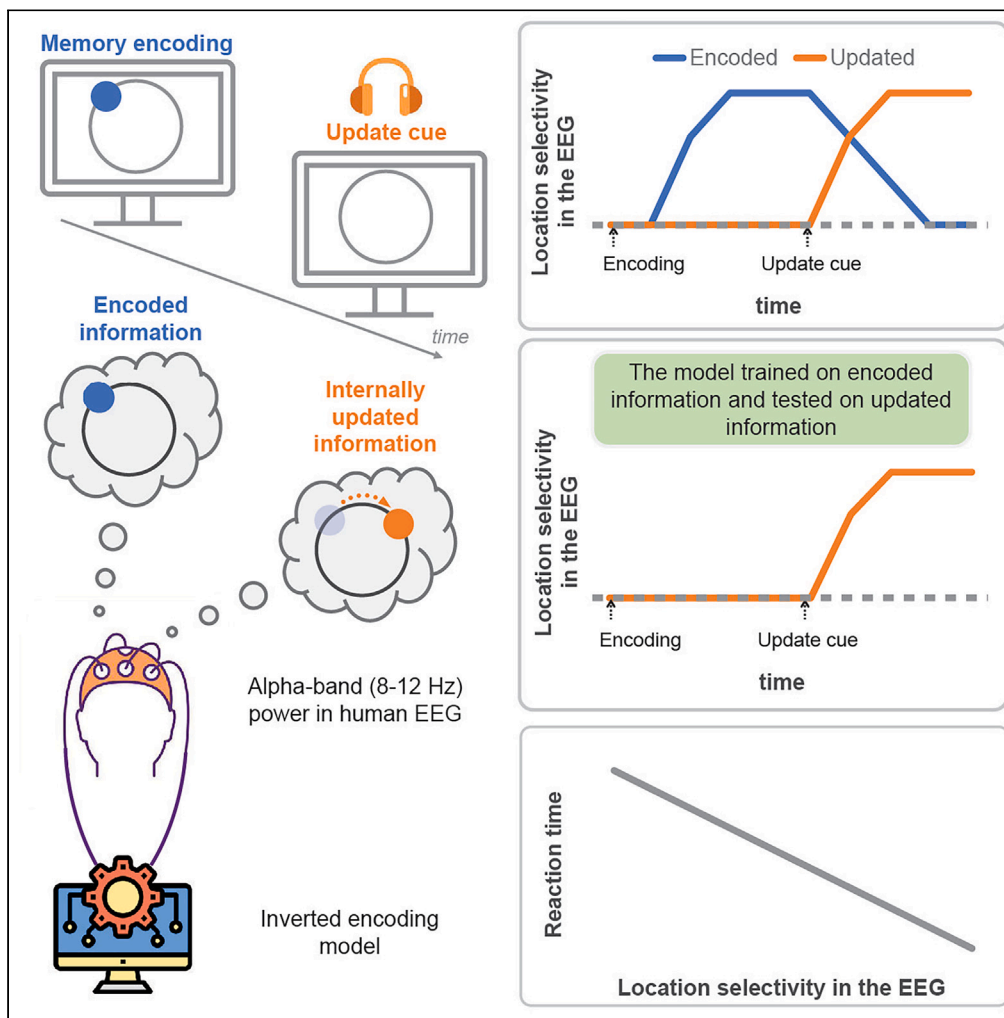 Memory encoding
Update cue
time
Encoded
information
Internally
updated
information
Alpha-band (8-12 Hz)
power in human EEG
Inverted encoding
model
Encoded
Updated
Location selectivity
in the EEG
Encoding
Update cue
time
The model trained on encoded
information and tested on updated
information
Location selectivity
in the EEG
Encoding
Update cue
time
Reaction time
Location selectivity in the EEG